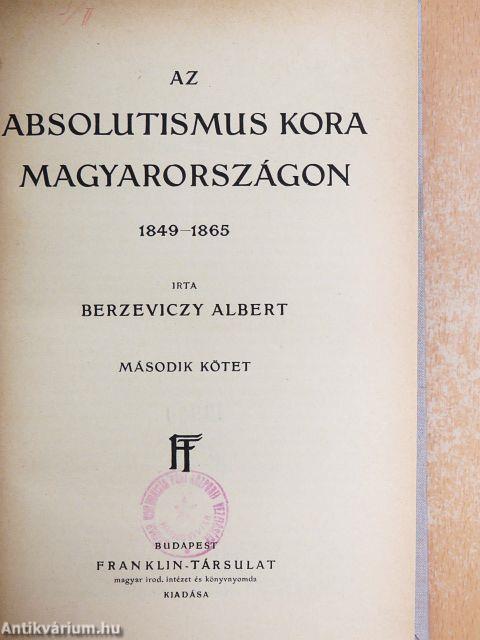 AZ
ABSOLUTISMUS KORA
MAGYARORSZÁGON
1849–1865
IRTA
BERZEVICZY ALBERT
MÁSODIK KÖTET
FT
BUDAPEST
FRANKLIN-TÁRSULAT
magyar irod. intézet és könyvnyomda
KIADÁSA
Antikvárium.hu